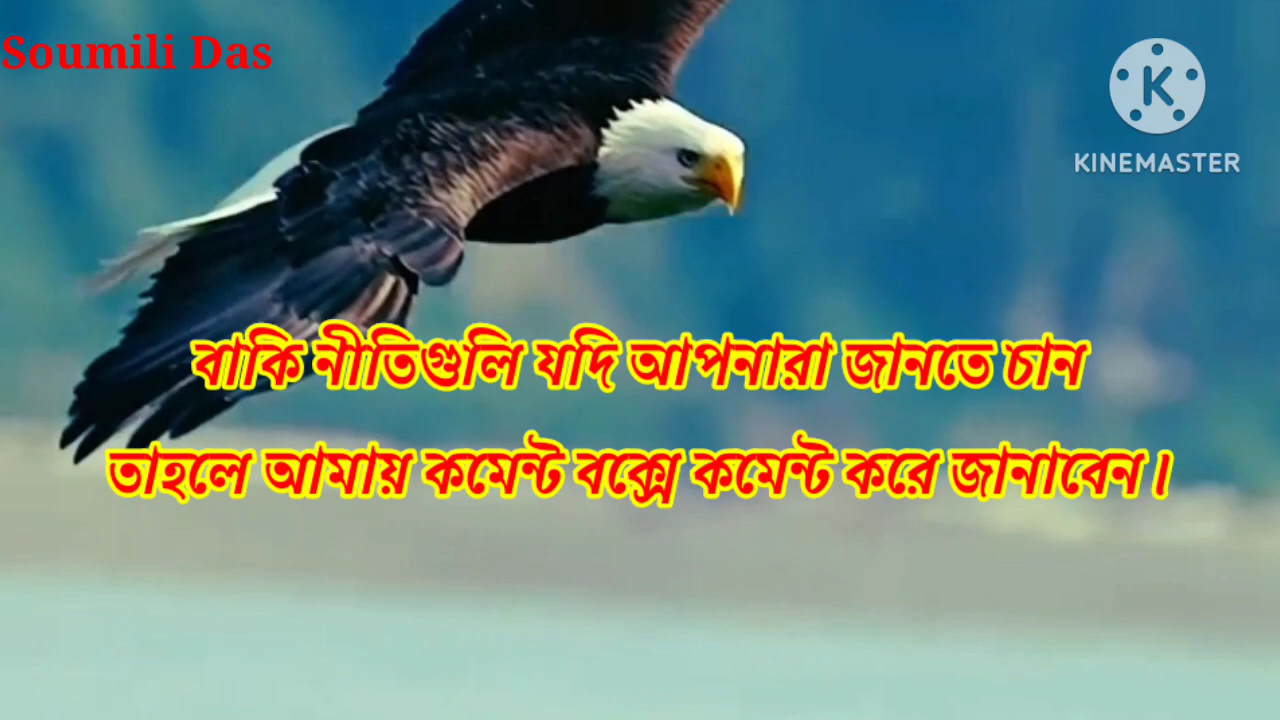 Soumili Das
KINEMASTER
বাকি নীতিগুলি যদি আপনারা জানতে চান
তাহলে আমায় কমেন্ট বক্সে কমেন্ট করে জানাবেন।